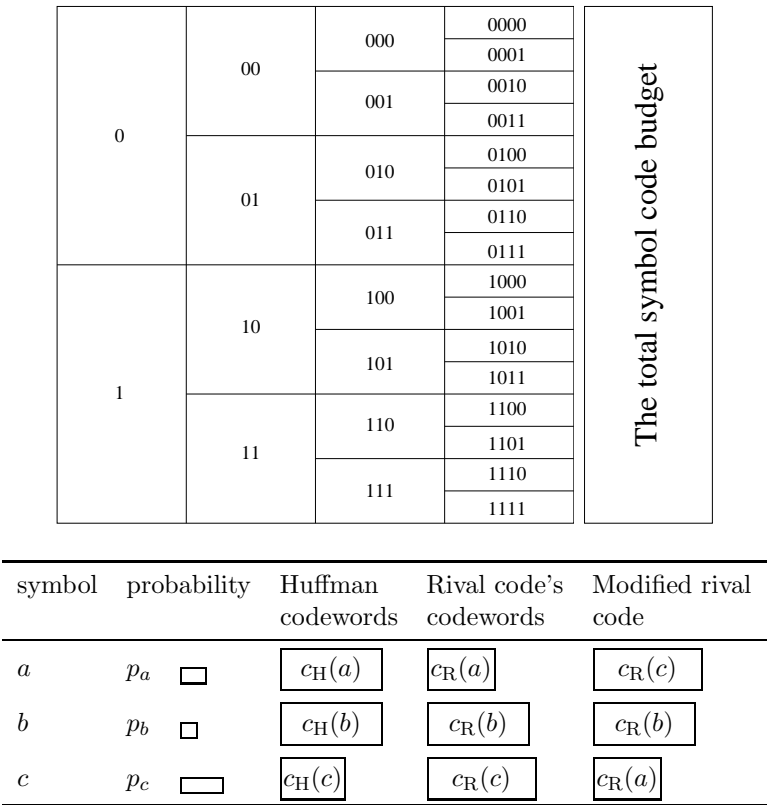 0 00 000 0000
0001
001 0010
0011
01 010 0100
0101
011 0110
0111
1 10 100 1000
1001
101 1010
1011
11 110 1100
1101
111 1110
1111
The total symbol code budget
symbol probability Huffman codewords Rival code's codewords Modified rival code
a p_a c_H(a) c_R(a) c_R(c)
b p_b c_H(b) c_R(b) c_R(b)
c p_c c_H(c) c_R(c) c_R(a)